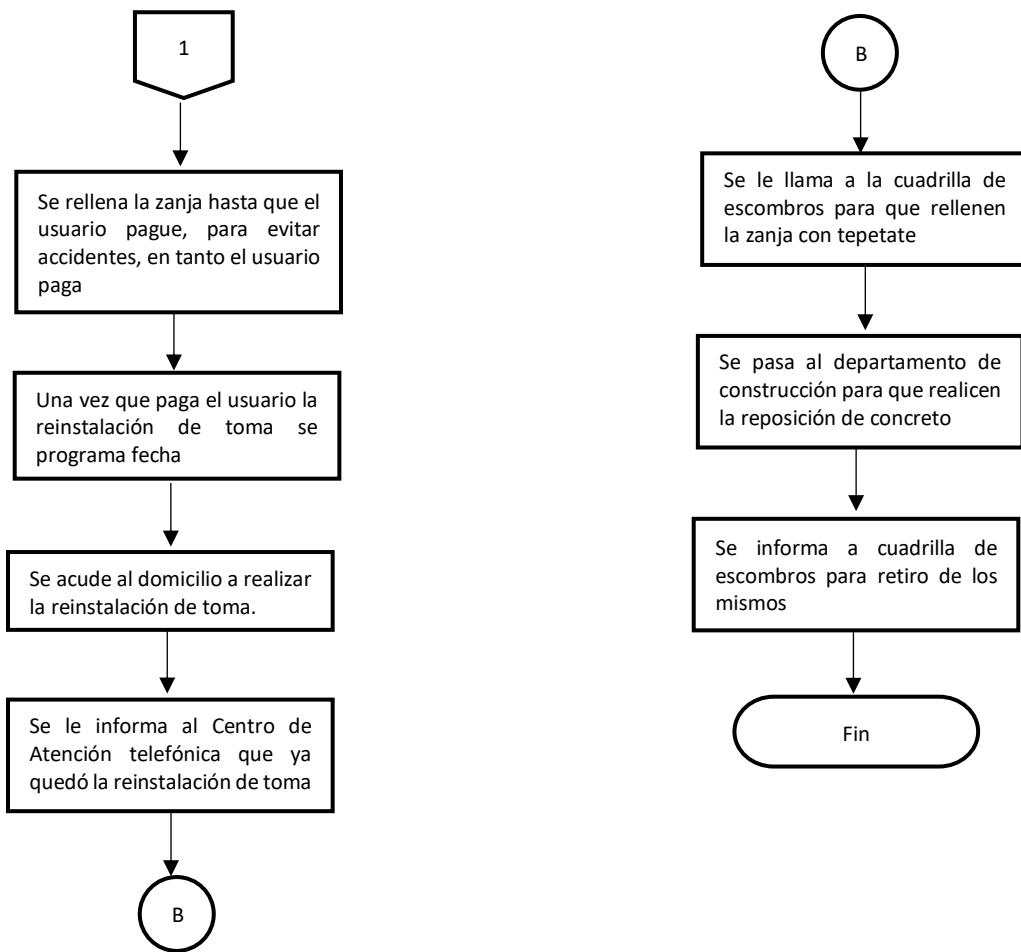 1
Se rellena la zanja hasta que el
usuario pague, para evitar
accidentes, en tanto el usuario
paga
Una vez que paga el usuario la
reinstalación de toma se
programa fecha
Se acude al domicilio a realizar
la reinstalación de toma.
Se le informa al Centro de
Atención telefónica que ya
quedó la reinstalación de toma
B
B
Se le llama a la cuadrilla de
escombros para que rellenen
la zanja con tepetate
Se pasa al departamento de
construcción para que realicen
la reposición de concreto
Se informa a cuadrilla de
escombros para retiro de los
mismos
Fin